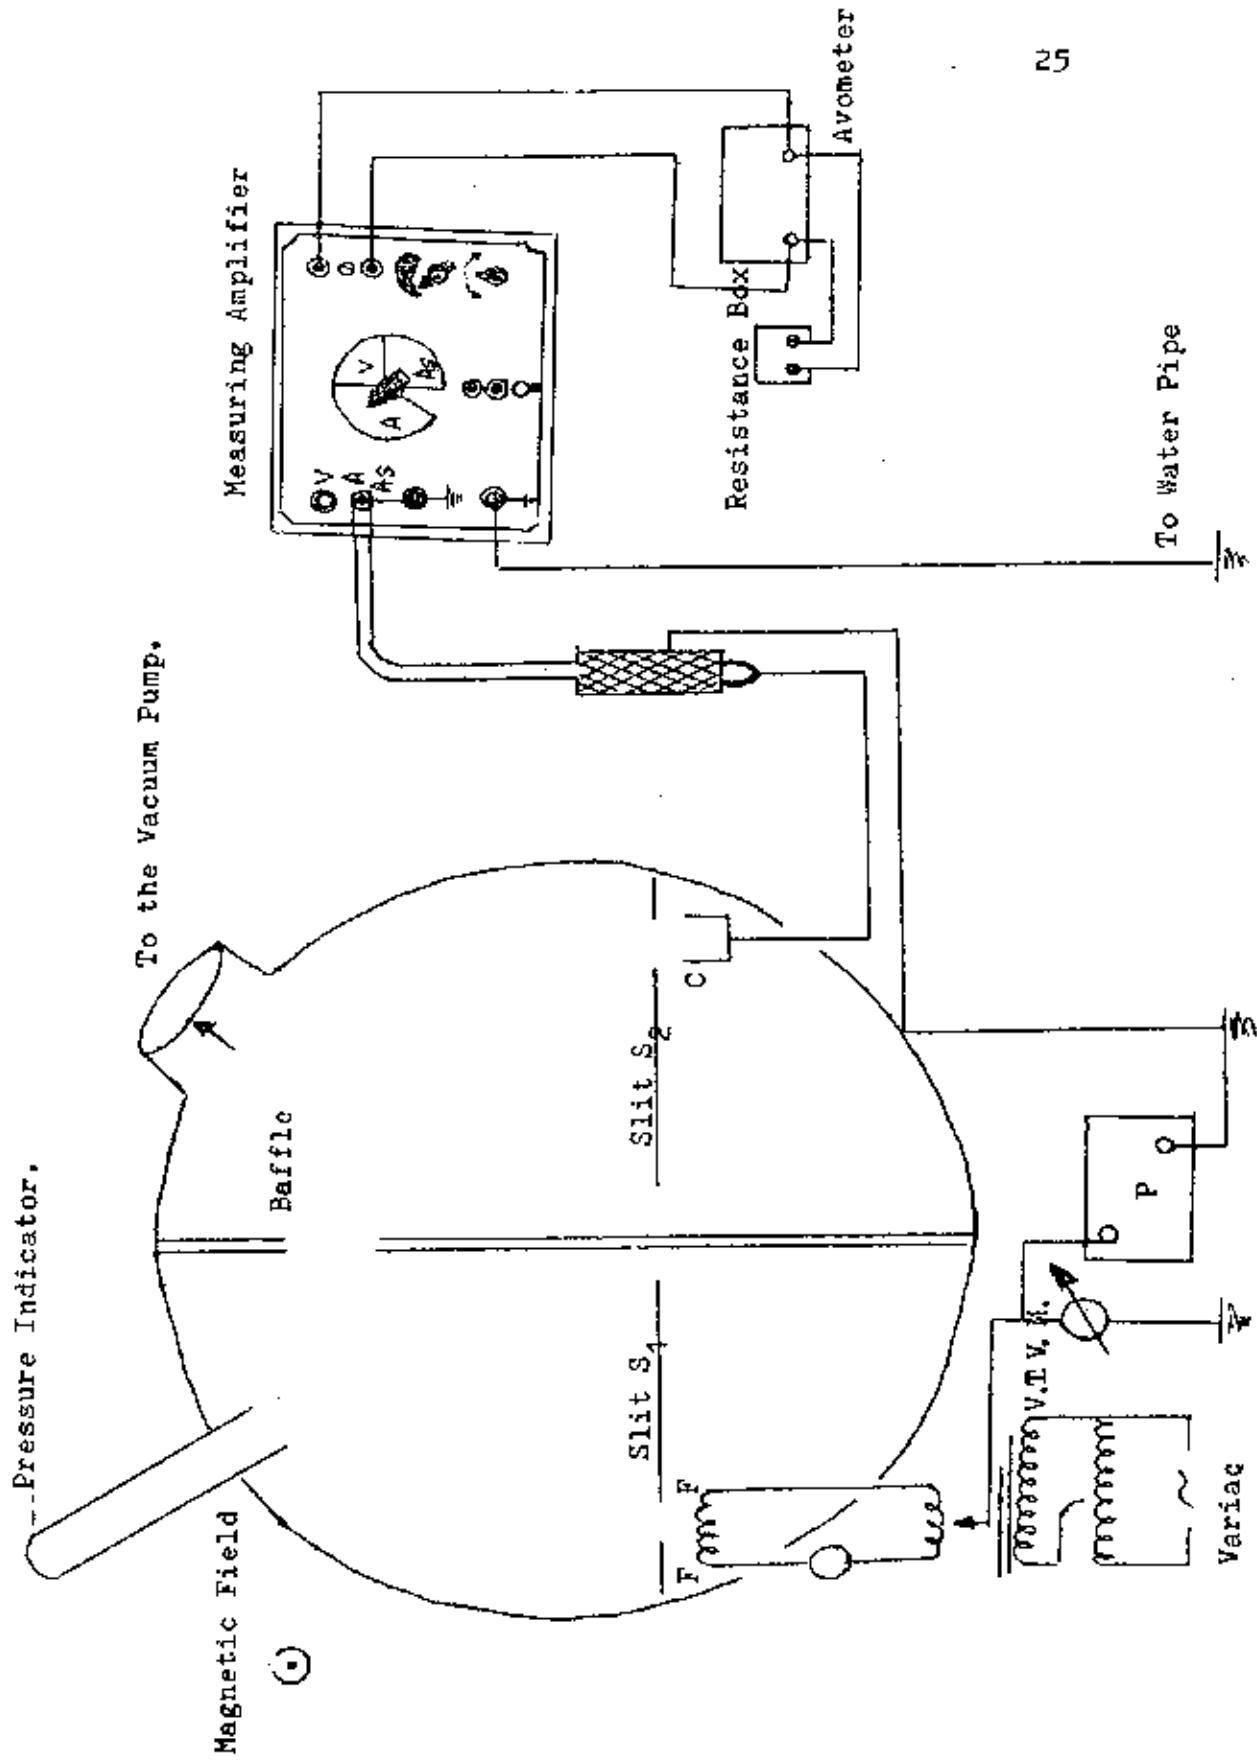 25
Pressure Indicator.
To the Vacuum Pump.
Measuring Amplifier
V
A
AS
A
V
AS
Magnetic Field
Baffle
Slit S1
Slit S2
C
F F
Resistance Box
Avometer
V.T.V.M.
P
To Water Pipe
Variac